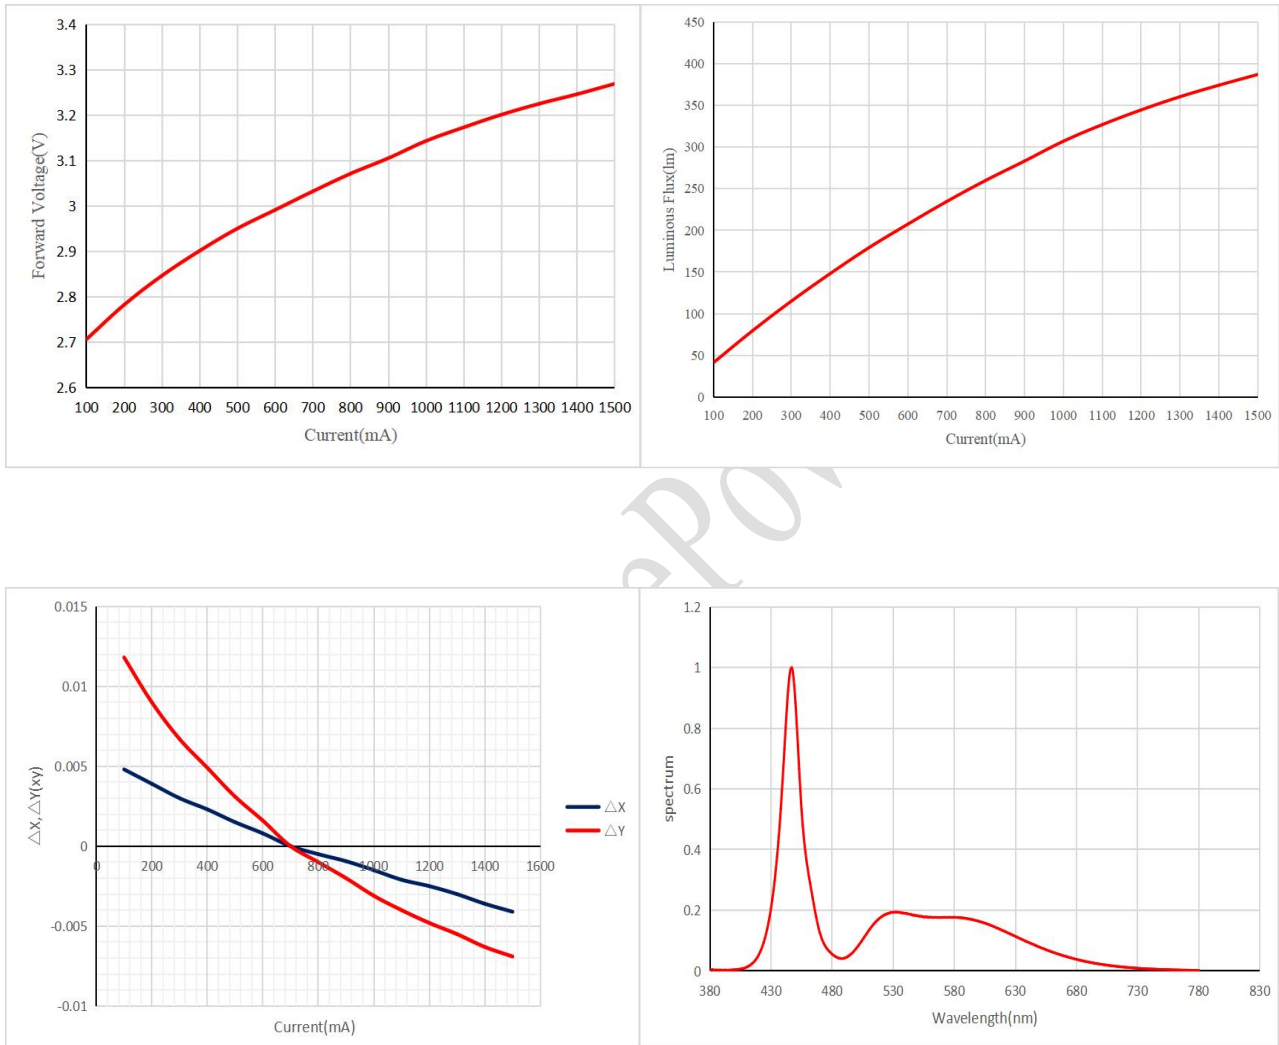 3.4
3.3
3.2
3.1
3
2.9
2.8
2.7
2.6
Forward Voltage(V)
100 200 300 400 500 600 700 800 900 1000 1100 1200 1300 1400 1500
Current(mA)
450
400
350
300
250
200
150
100
50
0
Luminous Flux(lm)
100 200 300 400 500 600 700 800 900 1000 1100 1200 1300 1400 1500
Current(mA)
ePow
0.015
0.01
0.005
0
-0.005
-0.01
△X, △Y(xy)
0 200 400 600 800 1000 1200 1400 1600
Current(mA)
△X
△Y
1.2
1
0.8
0.6
0.4
0.2
0
spectrum
380 430 480 530 580 630 680 730 780 830
Wavelength(nm)